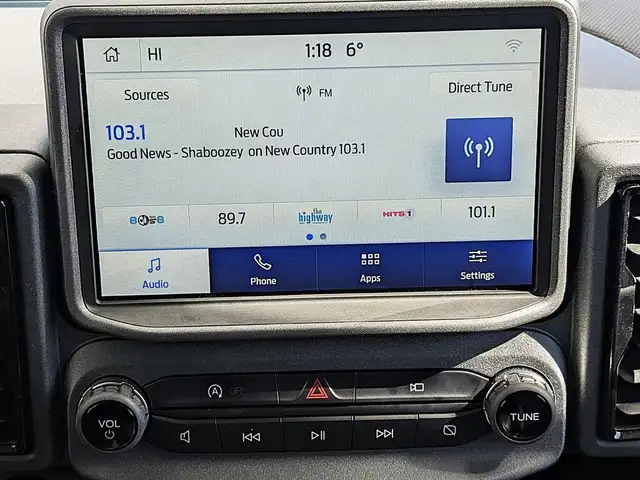 HI 1:18 6°
Sources FM Direct Tune
103.1 New Cou
Good News - Shaboozey on New Country 103.1
89.7 the highway HITS 1 101.1
Audio Phone Apps Settings
OFF
VOL TUNE